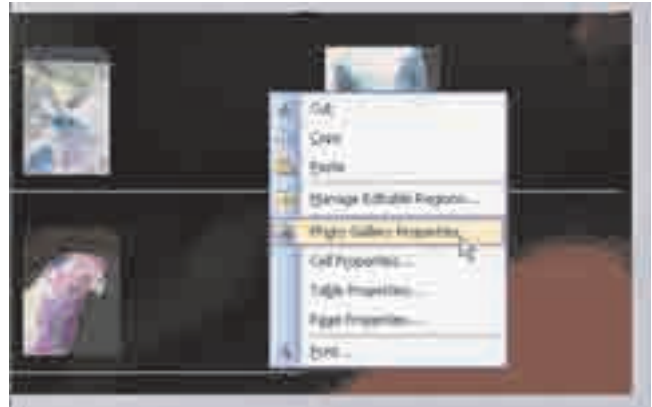 Cut
Copy
Paste
Manage Editable Regions...
Photo Gallery Properties...
Cell Properties...
Table Properties...
Page Properties...
Font...